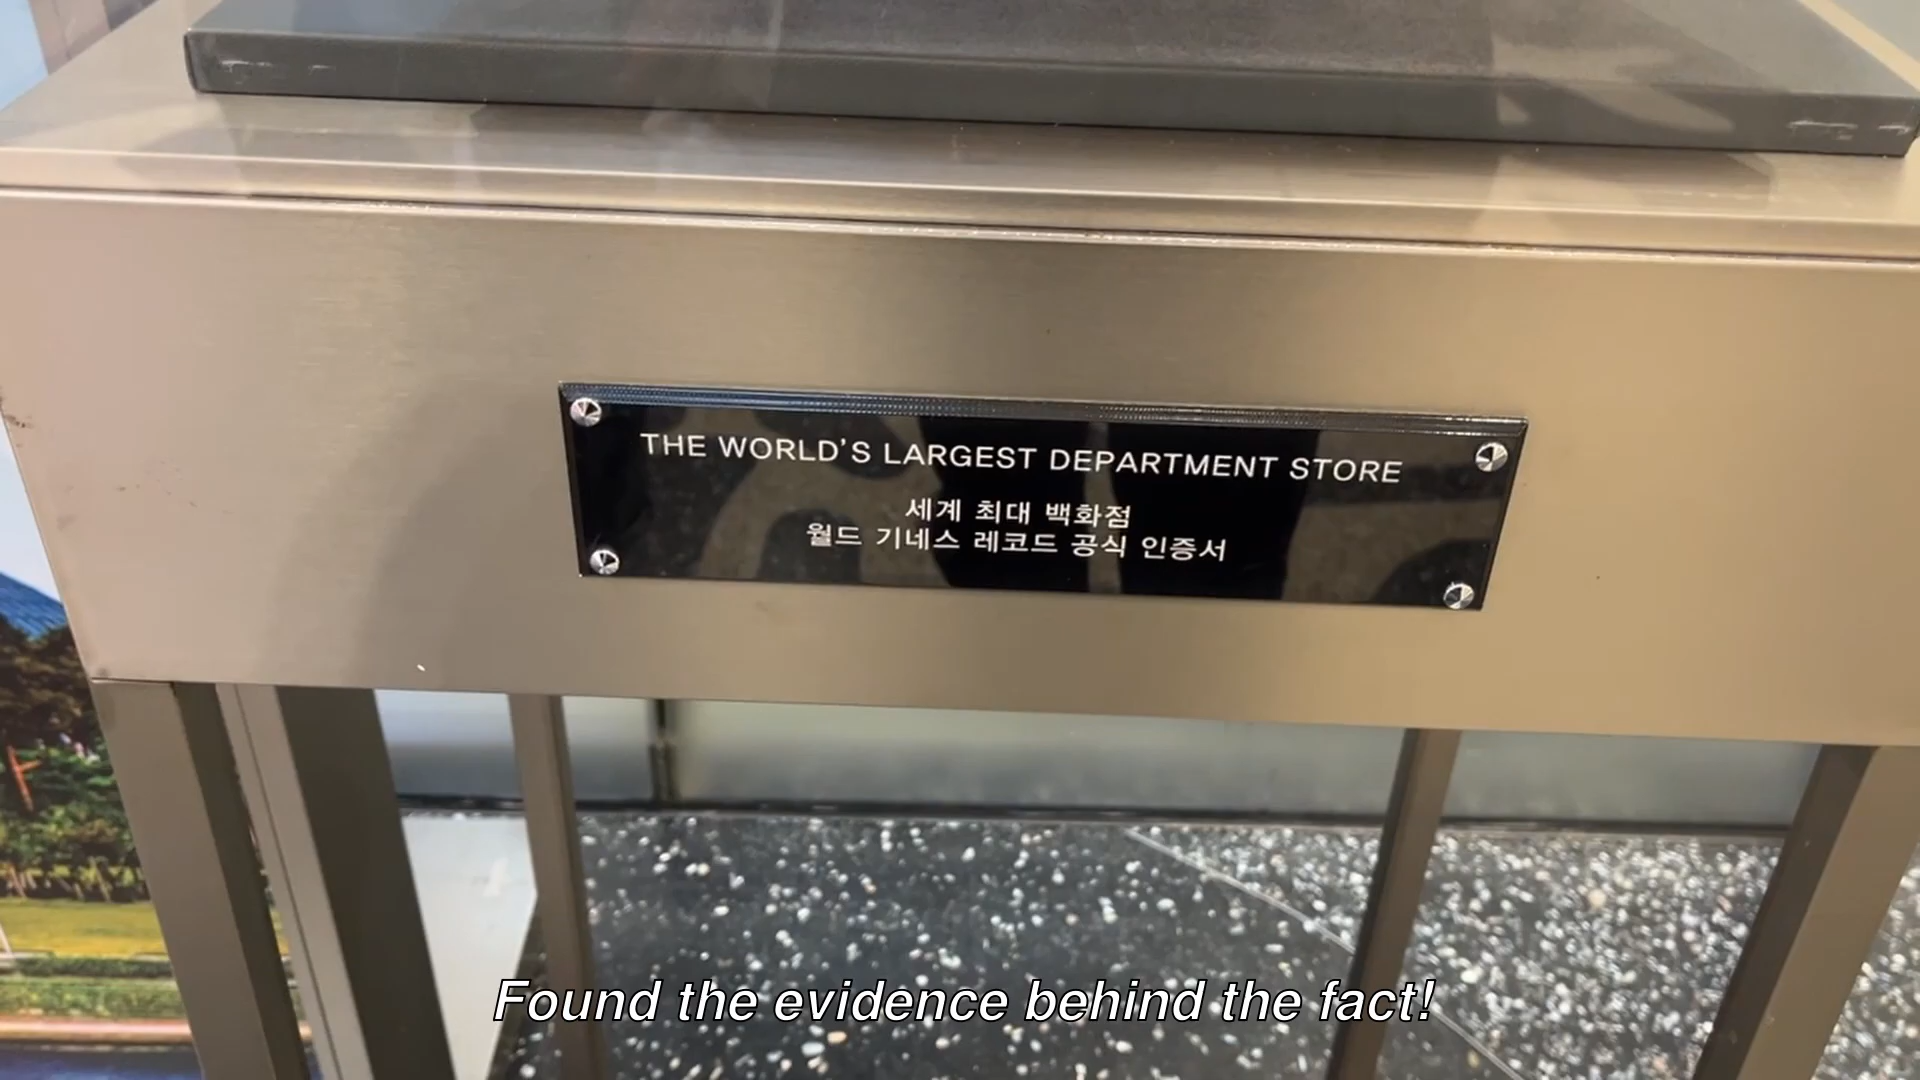 THE WORLD'S LARGEST DEPARTMENT STORE
세계 최대 백화점
월드 기네스 레코드 공식 인증서
Found the evidence behind the fact!